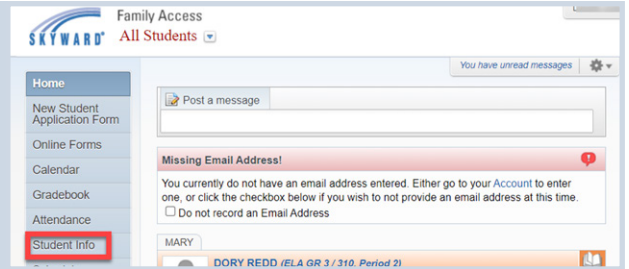 SKYWARD®
Family Access
All Students
You have unread messages
Home
New Student
Application Form
Online Forms
Calendar
Gradebook
Attendance
Student Info
Post a message
Missing Email Address!
You currently do not have an email address entered. Either go to your Account to enter
one, or click the checkbox below if you wish to not provide an email address at this time.
Do not record an Email Address
MARY
DORY REDD (ELA GR 3 / 310, Period 2)